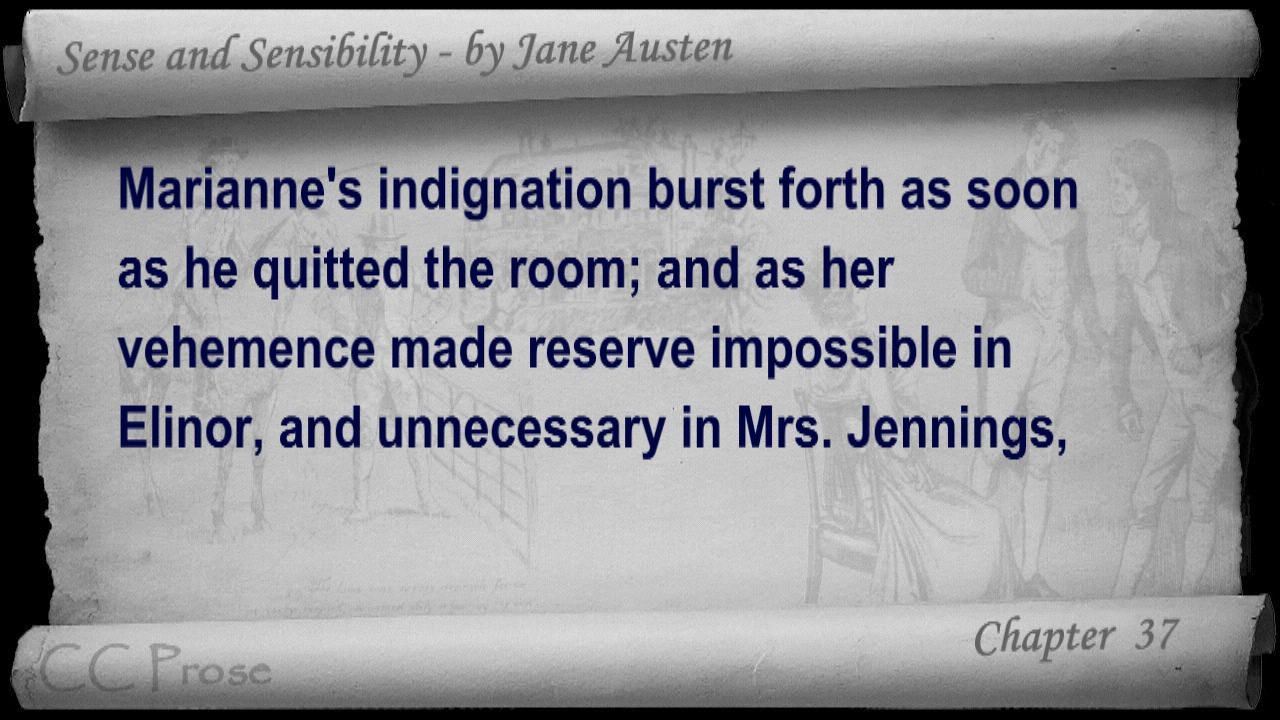 Sense and Sensibility - by Jane Austen
Marianne's indignation burst forth as soon
as he quitted the room; and as her
vehemence made reserve impossible in
Elinor, and unnecessary in Mrs. Jennings,
Chapter 37
CC Prose